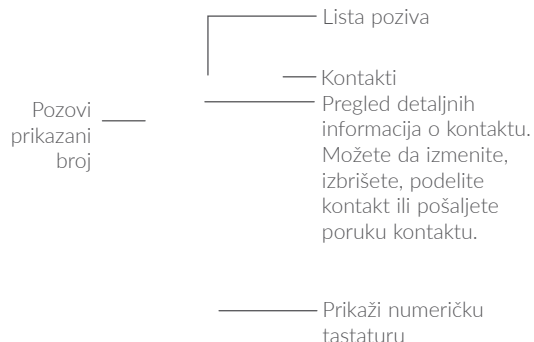 Lista poziva
Kontakti
Pregled detaljnih
informacija o kontaktu.
Možete da izmenite,
izbrišete, podelite
kontakt ili pošaljete
poruku kontaktu.
Pozovi
prikazani
broj
Prikaži numeričku
tastaturu